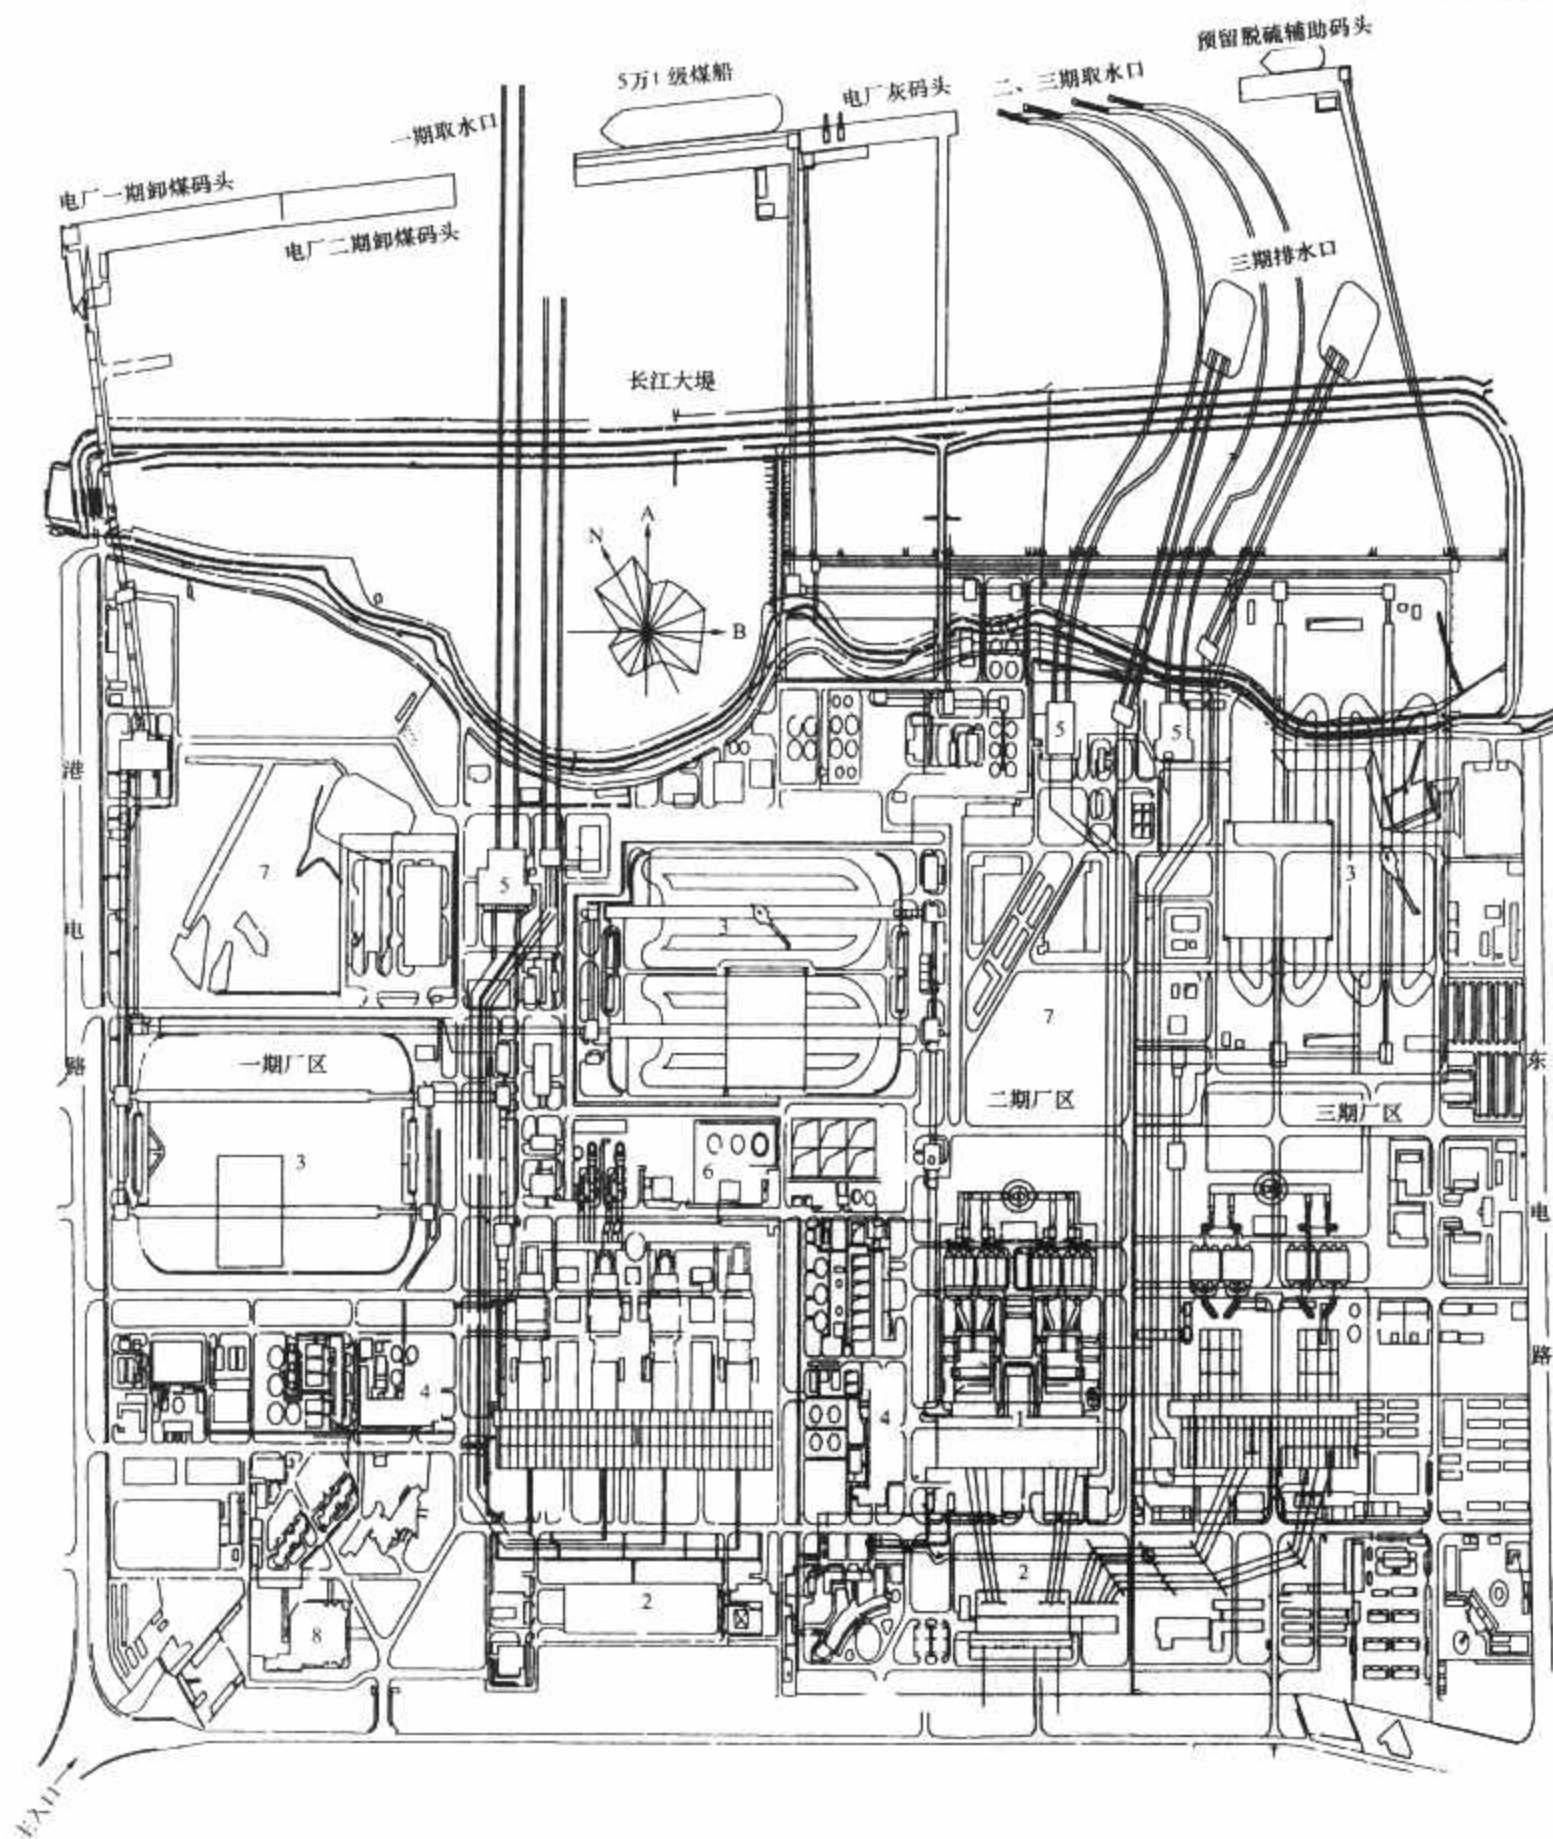 预留脱硫辅助码头
5万t级煤船
二、三期取水口
电厂灰码头
一期取水口
电厂一期卸煤码头
电厂二期卸煤码头
三期排水口
长江大堤
A
N
B
5
5
港
7
5
3
3
电
7
路
一期厂区
二期厂区
三期厂区
东
3
6
电
路
4
4
1
2
2
8
主入口